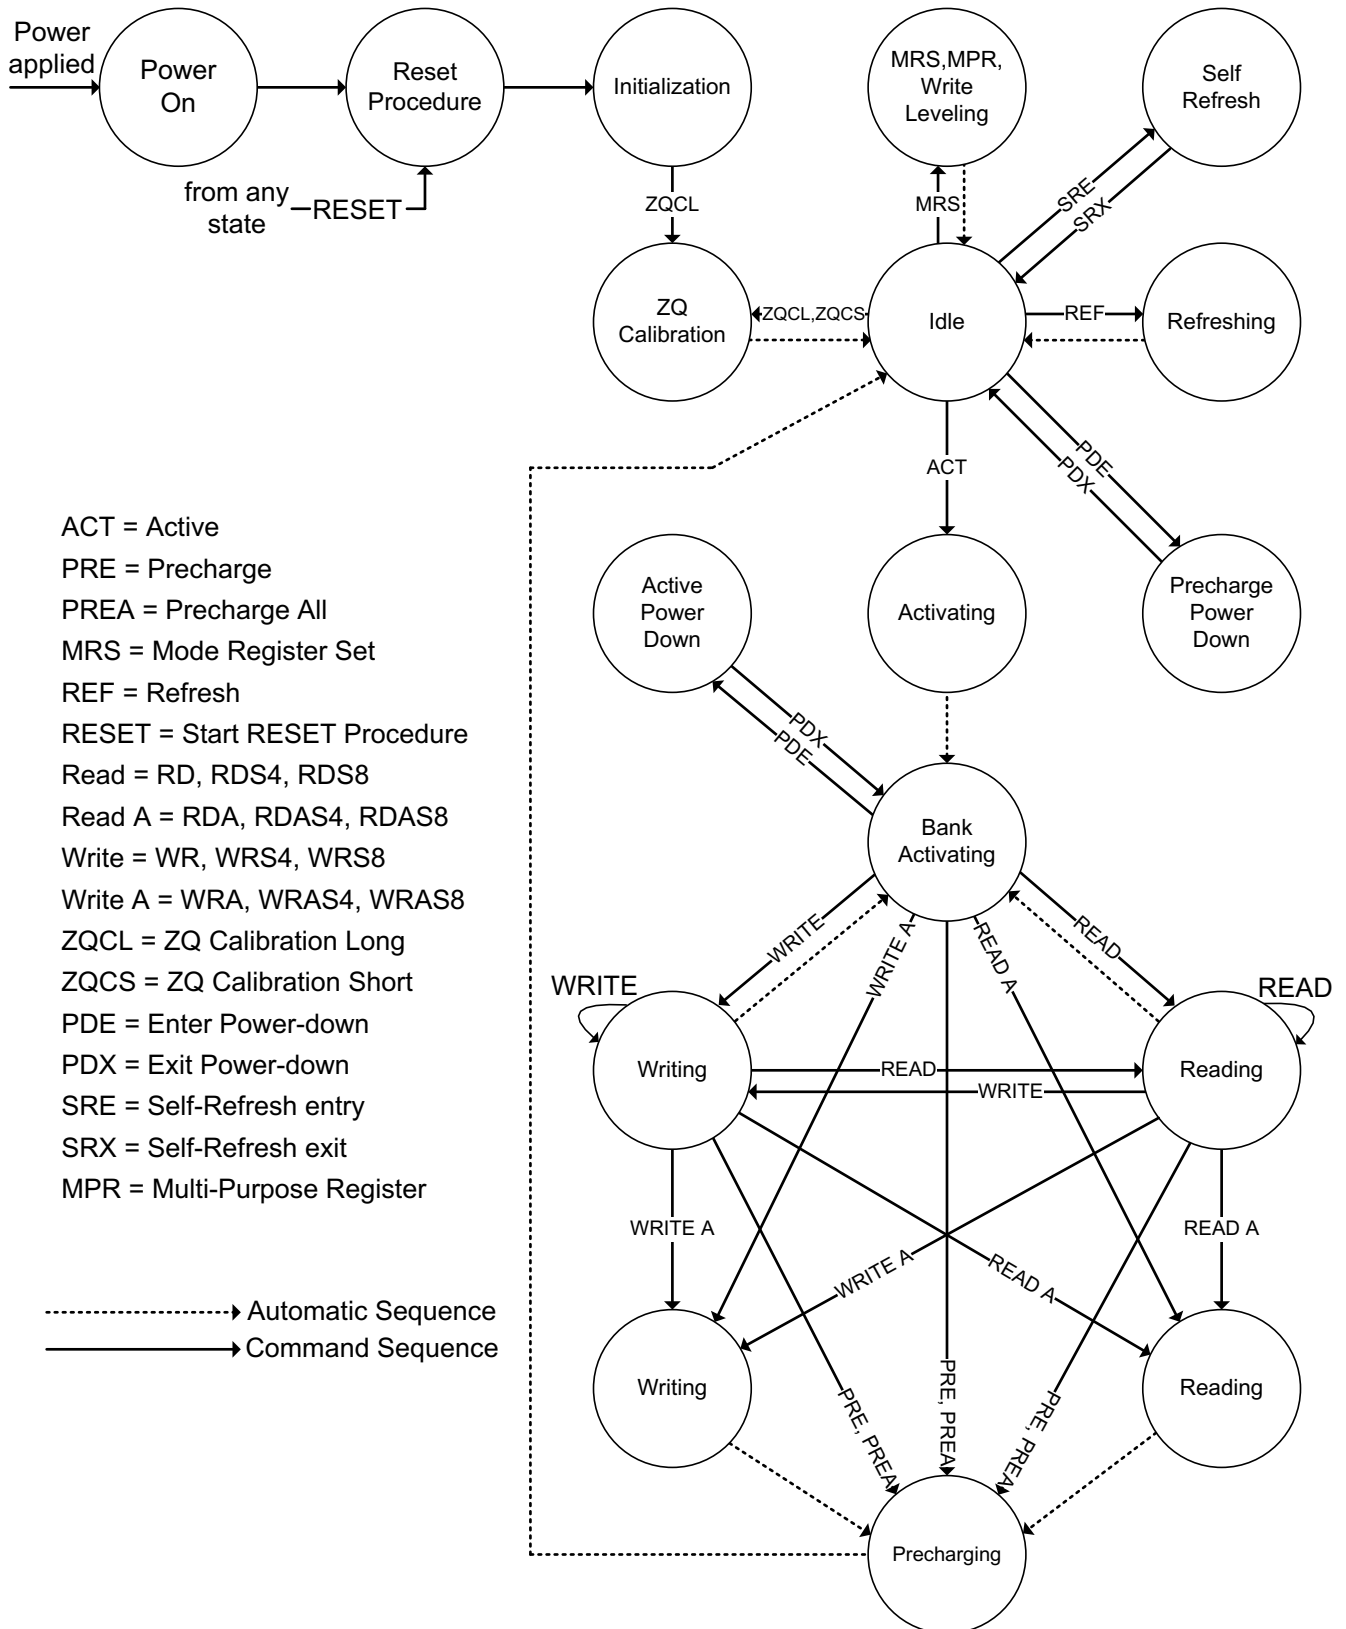 Power
applied
Power
On
Reset
Procedure
Initialization
MRS,MPR,
Write
Leveling
Self
Refresh
from any
state
RESET
ZQCL
MRS
SRE
SRX
ZQ
Calibration
ZQCL,ZQCS
Idle
REF
Refreshing
ACT
PDE
PDX
ACT = Active
PRE = Precharge
PREA = Precharge All
MRS = Mode Register Set
REF = Refresh
RESET = Start RESET Procedure
Read = RD, RDS4, RDS8
Read A = RDA, RDAS4, RDAS8
Write = WR, WRS4, WRS8
Write A = WRA, WRAS4, WRAS8
ZQCL = ZQ Calibration Long
ZQCS = ZQ Calibration Short
PDE = Enter Power-down
PDX = Exit Power-down
SRE = Self-Refresh entry
SRX = Self-Refresh exit
MPR = Multi-Purpose Register
Automatic Sequence
Command Sequence
Active
Power
Down
Activating
Precharge
Power
Down
PDX
PDE
Bank
Activating
WRITE
WRITE A
READ A
READ
WRITE
READ
Writing
READ
WRITE
Reading
WRITE A
WRITE A
READ A
READ A
Writing
PRE, PREA
PRE, PREA
PRE, PREA
Reading
Precharging